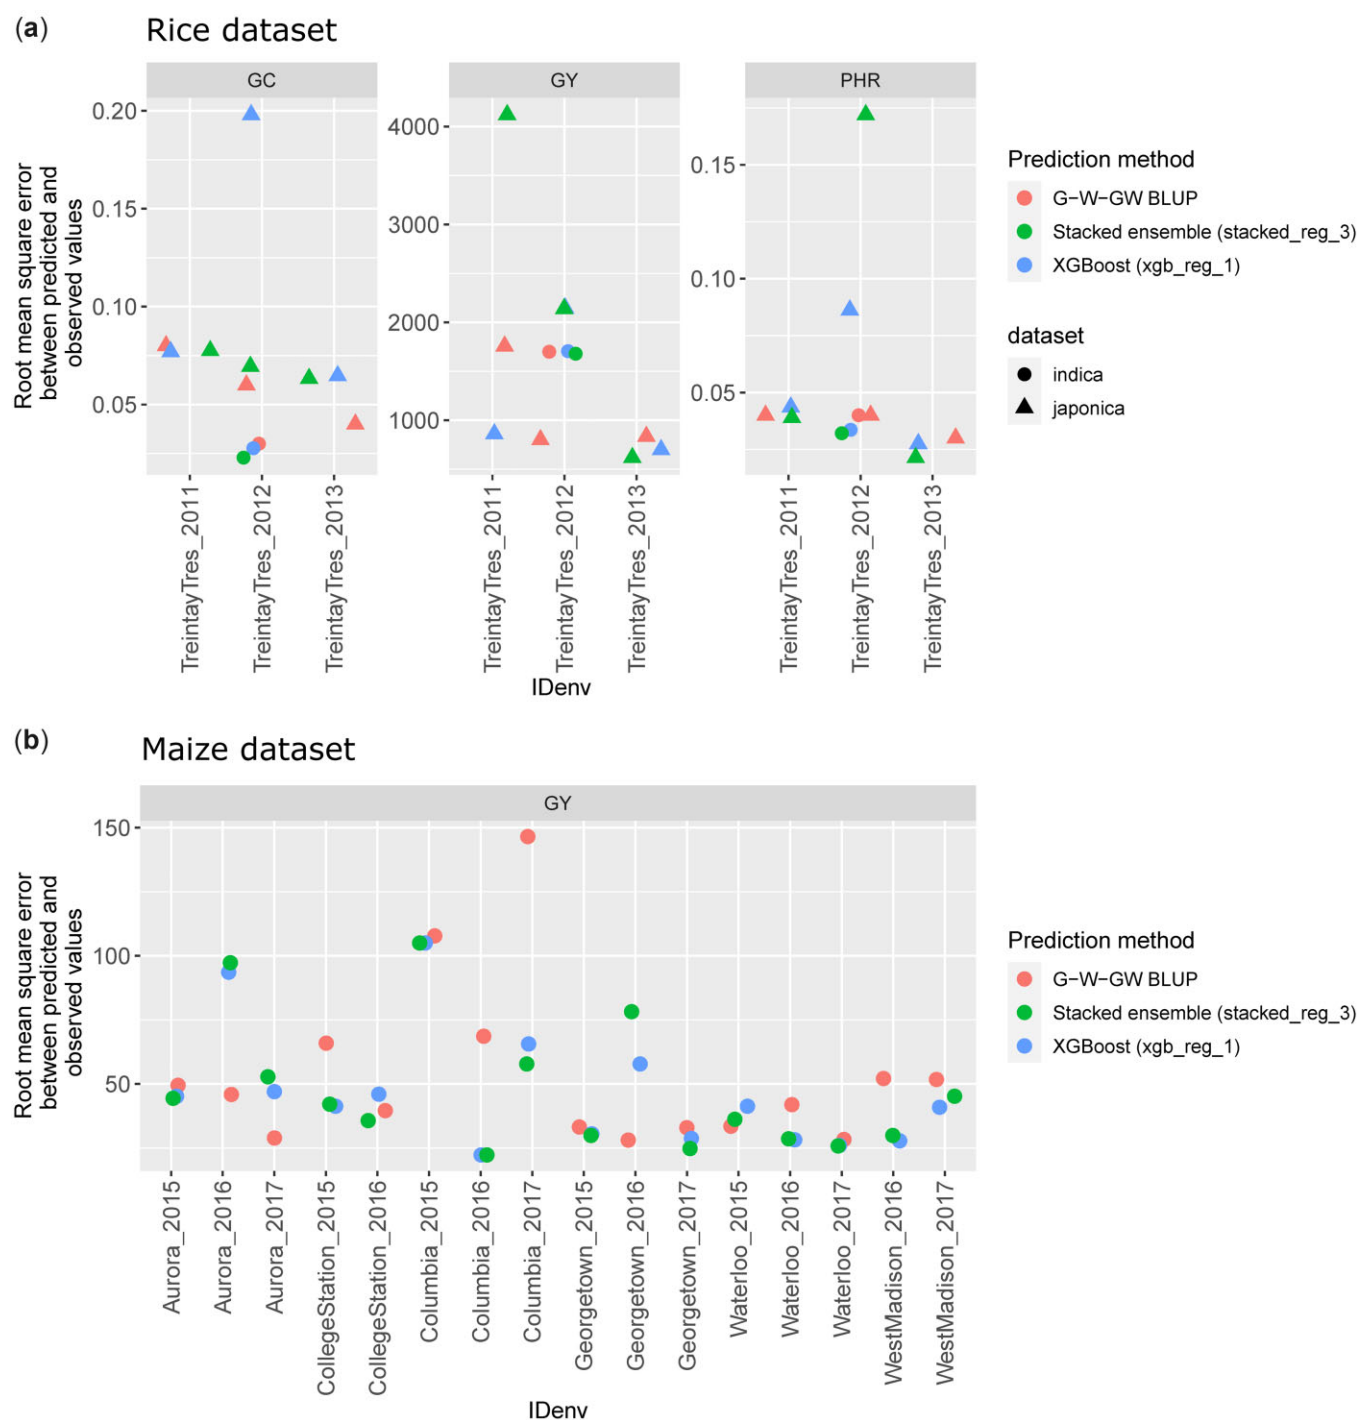 (a) Rice dataset
GC
GY
PHR
0.20
0.15
0.10
0.05
4000
3000
2000
1000
0.15
0.10
0.05
Root mean square error
between predicted and
observed values
TreintayTres_2011
TreintayTres_2012
TreintayTres_2013
TreintayTres_2011
TreintayTres_2012
TreintayTres_2013
TreintayTres_2011
TreintayTres_2012
TreintayTres_2013
IDenv
Prediction method
G−W−GW BLUP
Stacked ensemble (stacked_reg_3)
XGBoost (xgb_reg_1)
dataset
indica
japonica
(b) Maize dataset
GY
150
100
50
Root mean square error
between predicted and
observed values
Aurora_2015
Aurora_2016
Aurora_2017
CollegeStation_2015
CollegeStation_2016
Columbia_2015
Columbia_2016
Columbia_2017
Georgetown_2015
Georgetown_2016
Georgetown_2017
Waterloo_2015
Waterloo_2016
Waterloo_2017
WestMadison_2016
WestMadison_2017
IDenv
Prediction method
G−W−GW BLUP
Stacked ensemble (stacked_reg_3)
XGBoost (xgb_reg_1)